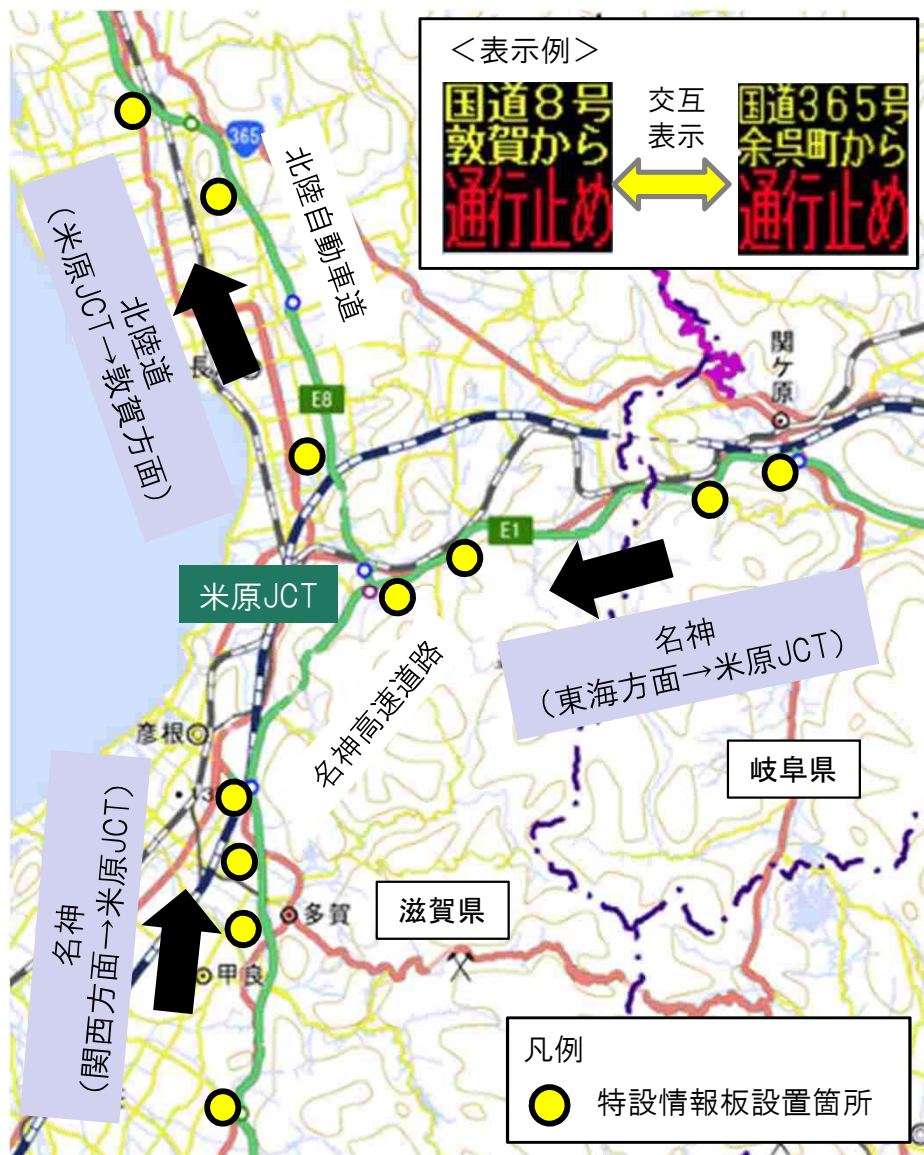 <表示例>
国道8号
敦賀から
通行止め
交互
表示
国道365号
余呉町から
通行止め
365
北陸自動車道
北陸道
(米原JCT→敦賀方面)
長
関ケ原
E8
E1
米原JCT
名神
(東海方面→米原JCT)
名神高速道路
彦根
岐阜県
名神
(関西方面→米原JCT)
多賀
滋賀県
甲良
凡例
特設情報板設置箇所